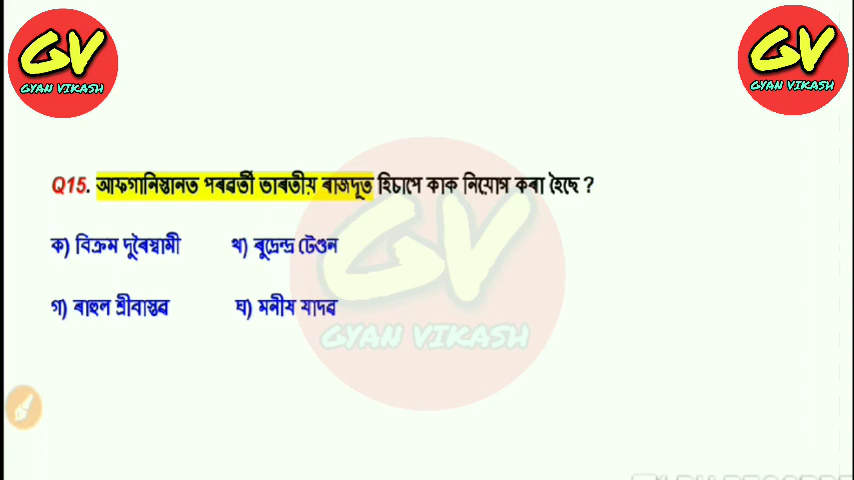 GV GV
GYAN VIKASH GYAN VIKASH
Q15. আফগানিস্তানত পৰৱৰ্তী ভাৰতীয় ৰাজদূত হিচাপে কাক নিয়োগ কৰা হৈছে ?
ক) বিক্ৰম দুৰৈস্বামী খ) ৰুদ্ৰেন্দ্ৰ টেণ্ডন
গ) ৰাহুল শ্ৰীবাস্তৱ ঘ) মনীষ যাদৱ
GV
GYAN VIKASH